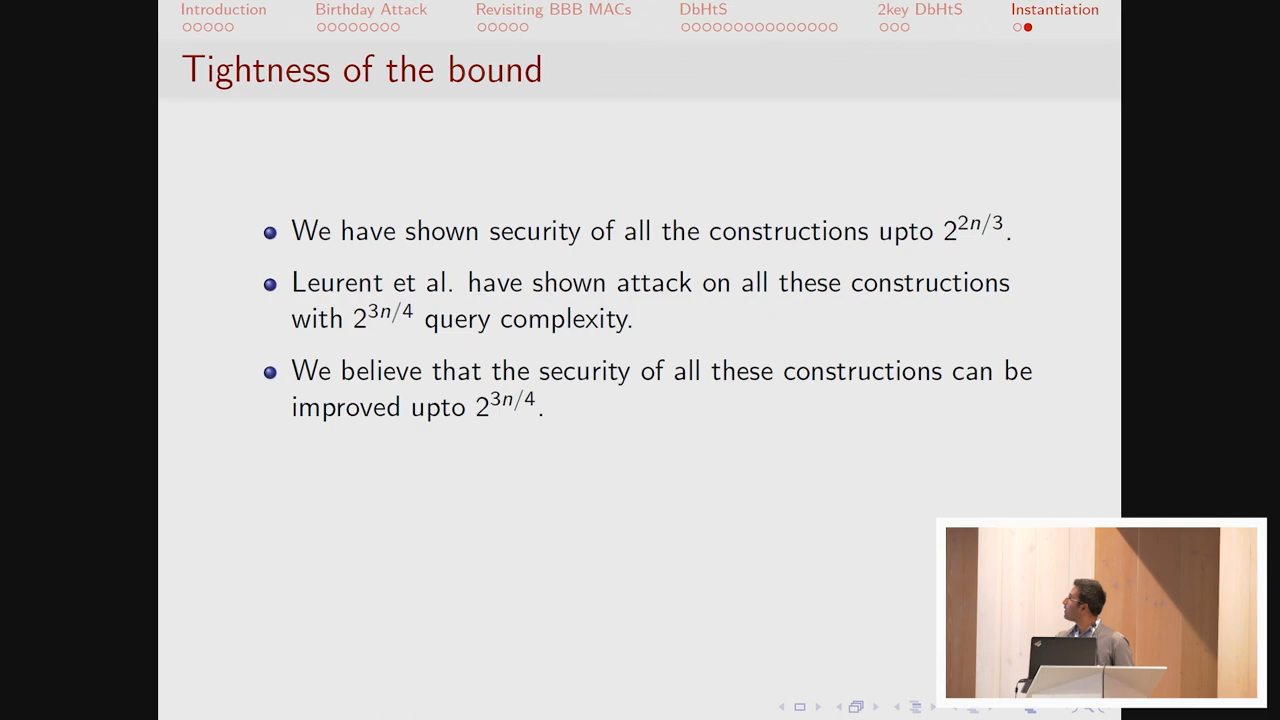 Introduction Birthday Attack Revisiting BBB MACs DbHtS 2key DbHtS Instantiation
Tightness of the bound
We have shown security of all the constructions upto 2^{2n/3}.
Leurent et al. have shown attack on all these constructions
with 2^{3n/4} query complexity.
We believe that the security of all these constructions can be
improved upto 2^{3n/4}.